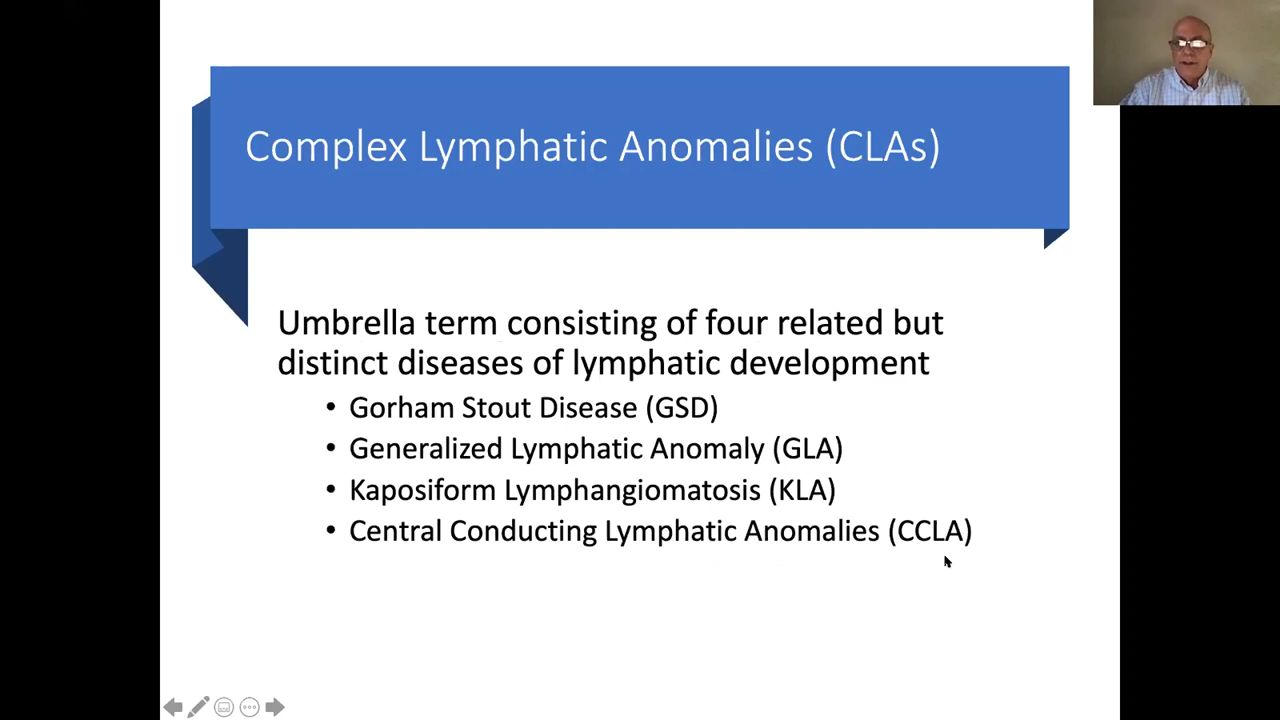 Complex Lymphatic Anomalies (CLAs)
Umbrella term consisting of four related but
distinct diseases of lymphatic development
• Gorham Stout Disease (GSD)
• Generalized Lymphatic Anomaly (GLA)
• Kaposiform Lymphangiomatosis (KLA)
• Central Conducting Lymphatic Anomalies (CCLA)